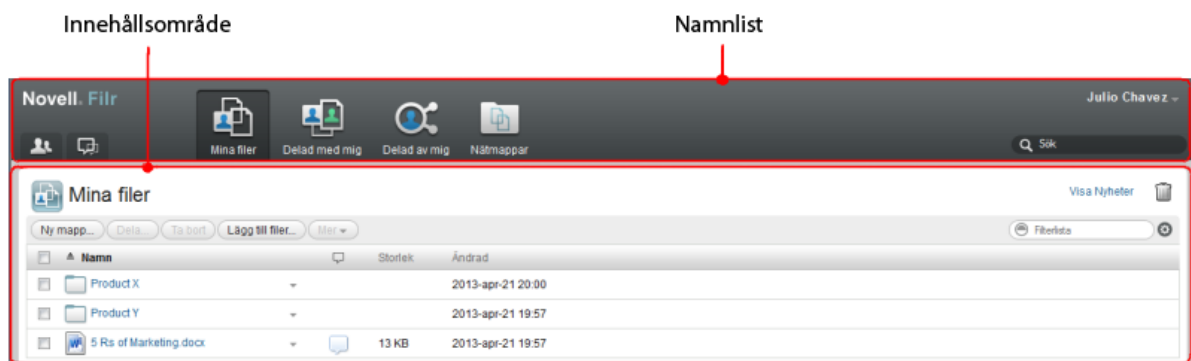 Innehållsområde Namnlist
Novell. Filr Julio Chavez
Mina filer Delad med mig Delad av mig Nätmappar Sök
Mina filer Visa Nyheter
Ny mapp... Dela... Ta bort Lägg till filer... Mer Filterlista
Namn Storlek Ändrad
Product X 2013-apr-21 20:00
Product Y 2013-apr-21 19:57
5 Rs of Marketing.docx 13 KB 2013-apr-21 19:57